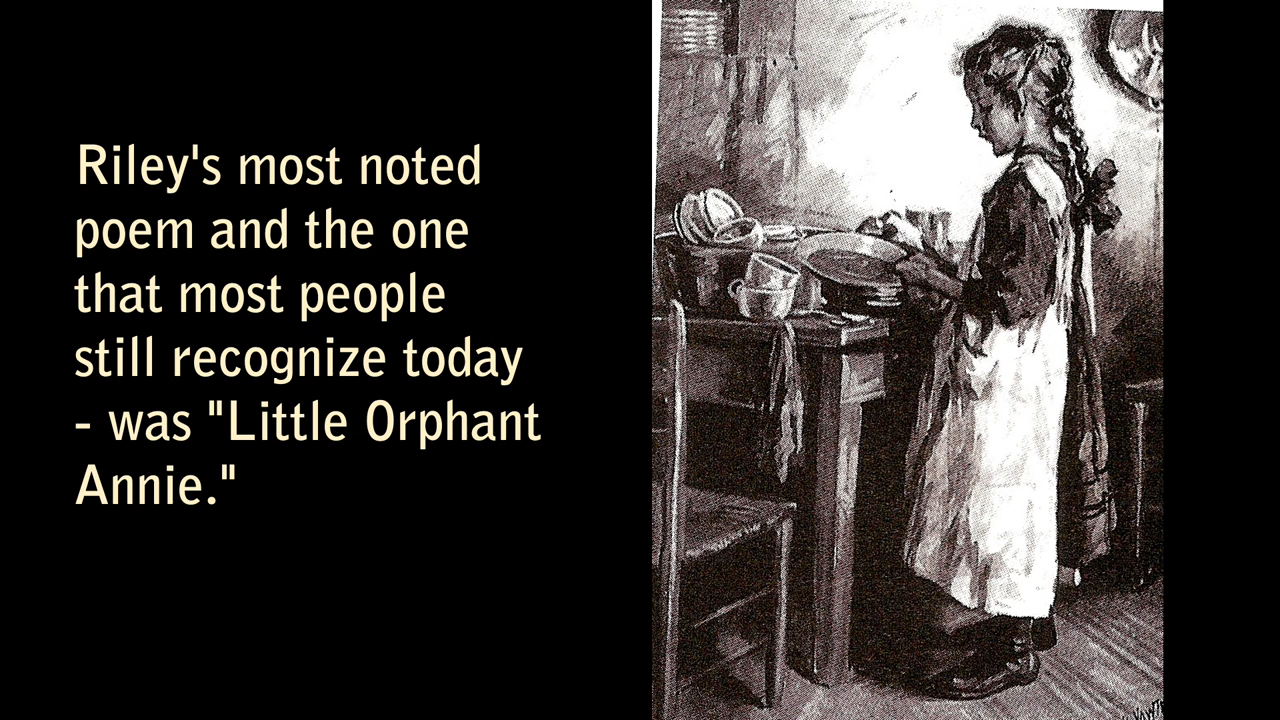 Riley's most noted
poem and the one
that most people
still recognize today
- was "Little Orphant
Annie."